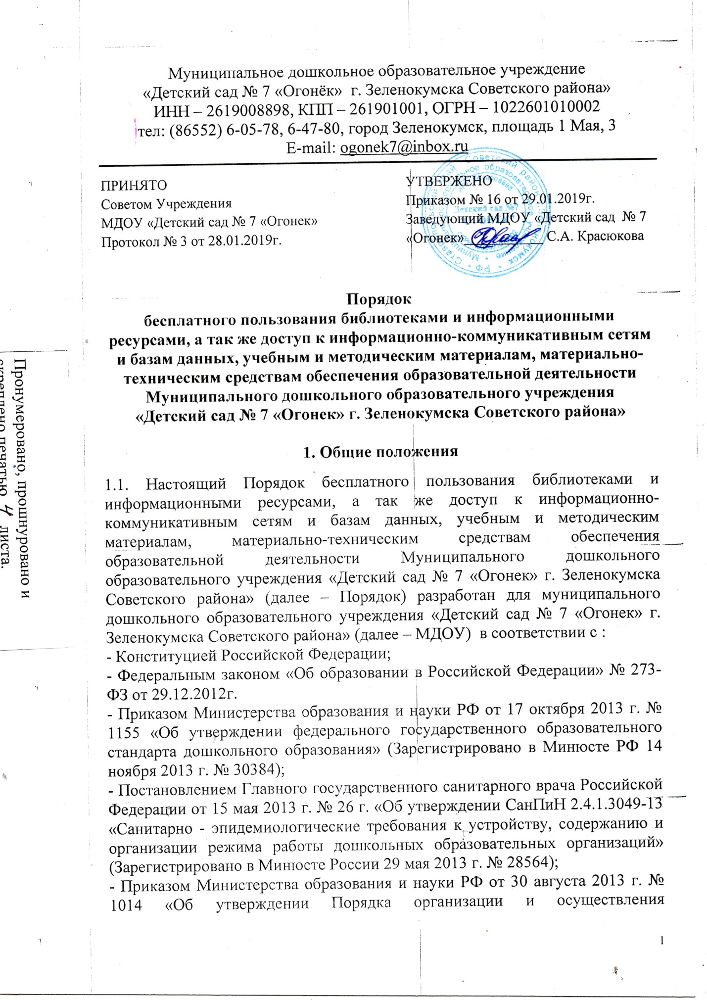 Муниципальное дошкольное образовательное учреждение
«Детский сад № 7 «Огонёк»  г. Зеленокумска Советского района»
ИНН – 2619008898, КПП – 261901001, ОГРН – 1022601010002
тел: (86552) 6-05-78, 6-47-80, город Зеленокумск, площадь 1 Мая, 3
E-mail: ogonek7@inbox.ru
ПРИНЯТО
Советом Учреждения
МДОУ «Детский сад № 7 «Огонек»
Протокол № 3 от 28.01.2019г.
УТВЕРЖЕНО
Приказом № 16 от 29.01.2019г.
Заведующий МДОУ «Детский сад  № 7
«Огонек»____________ С.А. Красюкова
Порядок
бесплатного пользования библиотеками и информационными
ресурсами, а так же доступ к информационно-коммуникативным сетям
и базам данных, учебным и методическим материалам, материально-
техническим средствам обеспечения образовательной деятельности
Муниципального дошкольного образовательного учреждения
«Детский сад № 7 «Огонек» г. Зеленокумска Советского района»
1. Общие положения
1.1. Настоящий Порядок бесплатного пользования библиотеками и
информационными ресурсами, а так же доступ к информационно-
коммуникативным сетям и базам данных, учебным и методическим
материалам, материально-техническим средствам обеспечения
образовательной деятельности Муниципального дошкольного
образовательного учреждения «Детский сад № 7 «Огонек» г. Зеленокумска
Советского района» (далее – Порядок) разработан для муниципального
дошкольного образовательного учреждения «Детский сад № 7 «Огонек» г.
Зеленокумска Советского района» (далее – МДОУ)  в соответствии с :
- Конституцией Российской Федерации;
- Федеральным законом «Об образовании в Российской Федерации» № 273-
ФЗ от 29.12.2012г.
- Приказом Министерства образования и науки РФ от 17 октября 2013 г. №
1155 «Об утверждении федерального государственного образовательного
стандарта дошкольного образования» (Зарегистрировано в Минюсте РФ 14
ноября 2013 г. № 30384);
- Постановлением Главного государственного санитарного врача Российской
Федерации от 15 мая 2013 г. № 26 г. «Об утверждении СанПиН 2.4.1.3049-13
«Санитарно - эпидемиологические требования к устройству, содержанию и
организации режима работы дошкольных образовательных организаций»
(Зарегистрировано в Минюсте России 29 мая 2013 г. № 28564);
- Приказом Министерства образования и науки РФ от 30 августа 2013 г. №
1014 «Об утверждении Порядка организации и осуществления
1
Пронумеровано, прошнуровано и
скреплено печатью 4 листа.